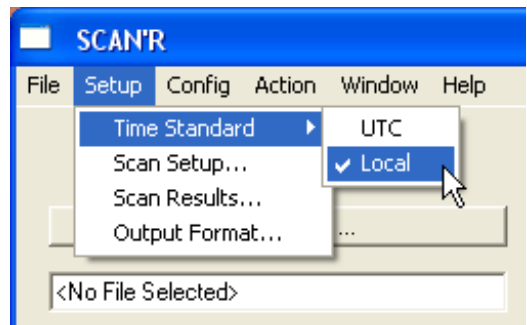 SCAN'R
File Setup Config Action Window Help
Time Standard UTC
Scan Setup... Local
Scan Results...
Output Format... ...
<No File Selected>